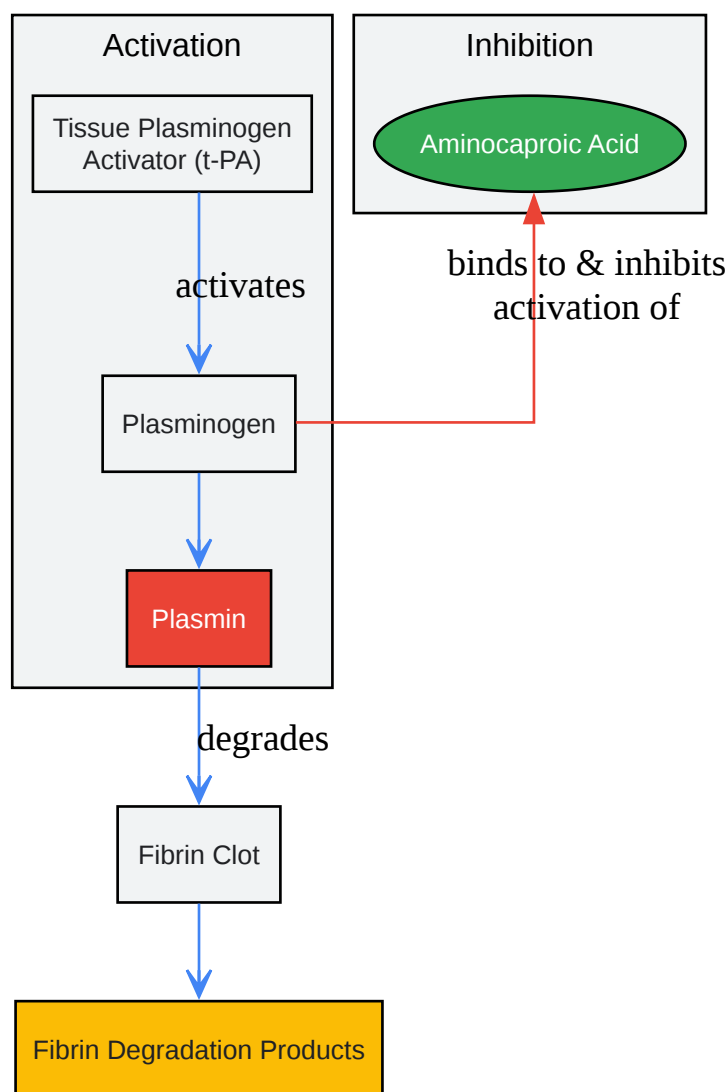 Activation
Inhibition
Tissue Plasminogen
Activator (t-PA)
Aminocaproic Acid
binds to & inhibits
activation of
activates
Plasminogen
Plasmin
degrades
Fibrin Clot
Fibrin Degradation Products